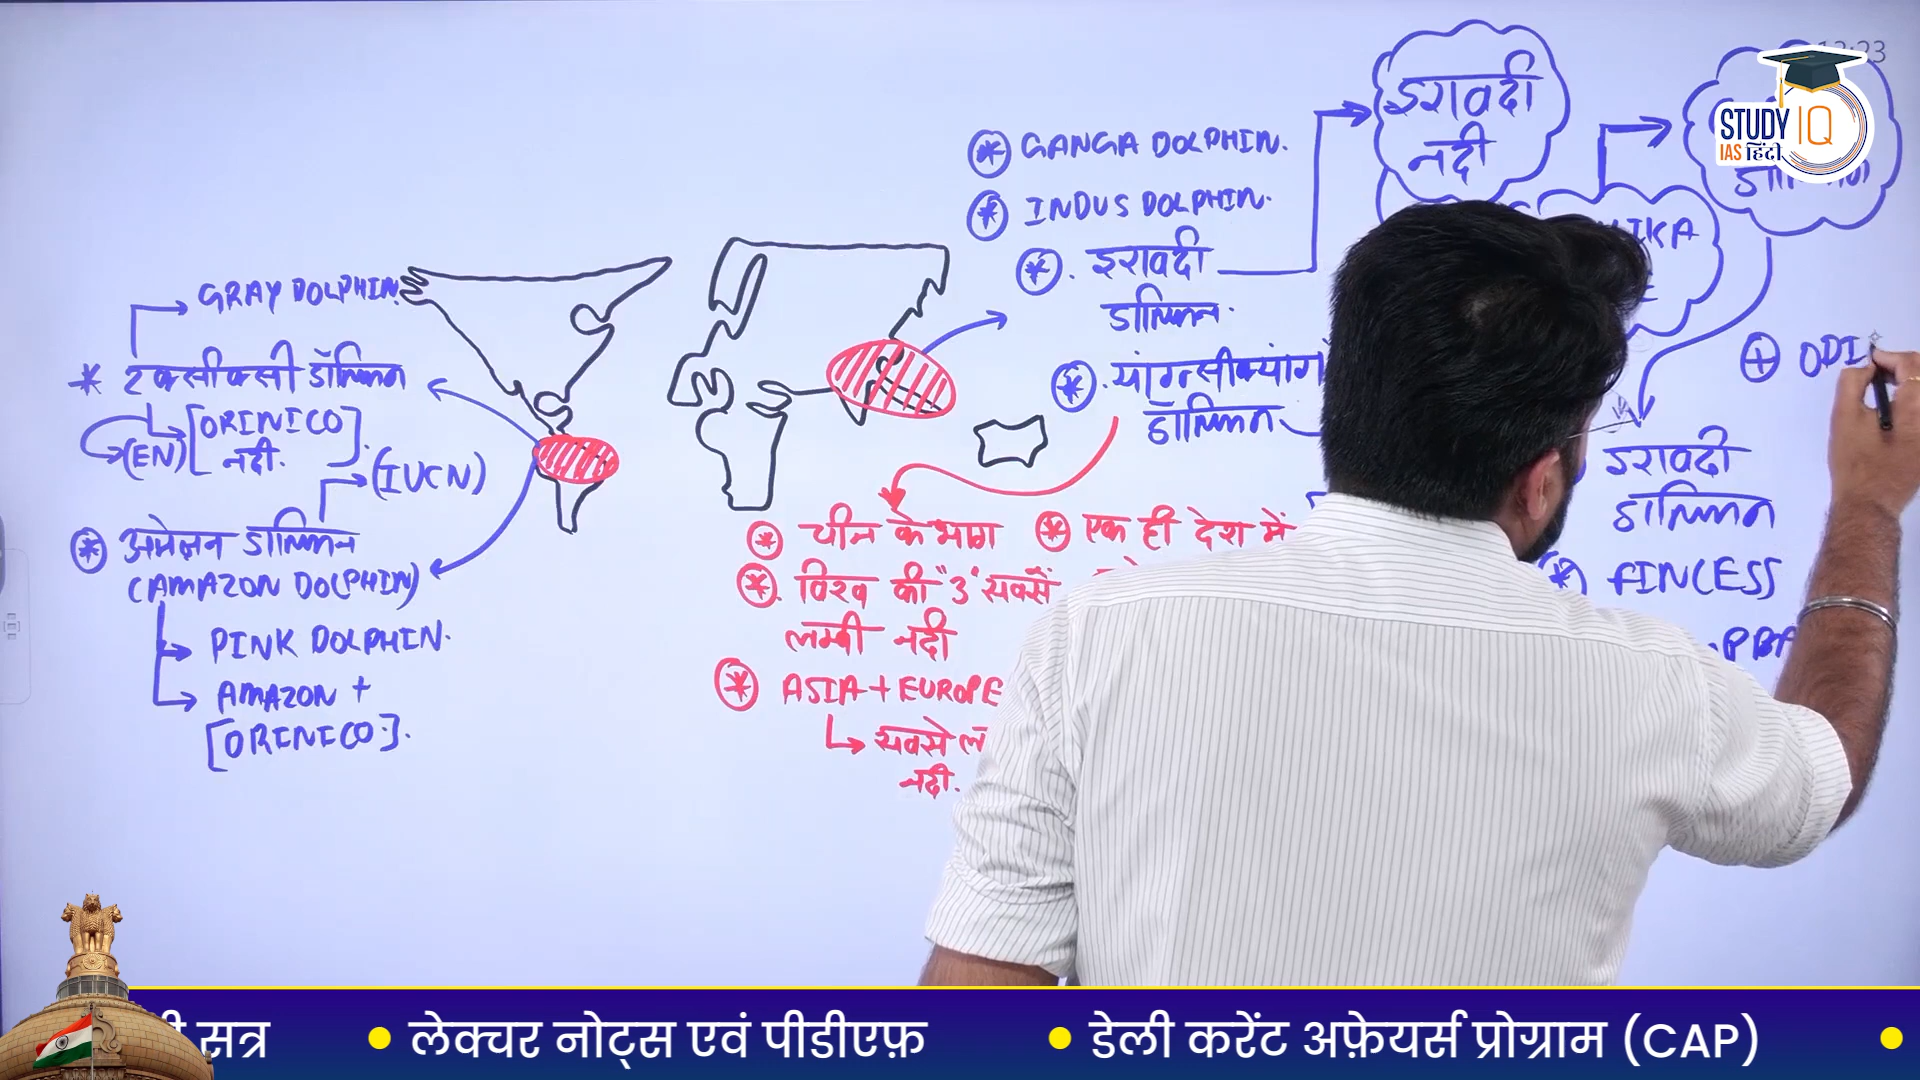 GRAY DOLPHIN.
* टक्सीक्सी डॉल्फिन
(EN) [ORINICO
नदी. ].
(IUCN)
* अमेज़न डाल्फिन
(AMAZON DOLPHIN)
PINK DOLPHIN.
AMAZON +
[ORINICO].
* GANGA DOLPHIN.
* INDUS DOLPHIN.
*. इरावदी
डाल्फिन.
*. यांग्त्सीक्यांग
डॉल्फिन
* चीन के भाग
* एक ही देश में
*. विश्व की "3" सबसे
लम्बी नदी
* ASIA + EUROPE
सबसे
नदी.
इरावदी
नदी
+ ODI
इरावदी
डाल्फिन
* FINLESS
STUDY IQ
IAS हिंदी
सत्र
• लेक्चर नोट्स एवं पीडीएफ़
• डेली करेंट अफ़ेयर्स प्रोग्राम (CAP)